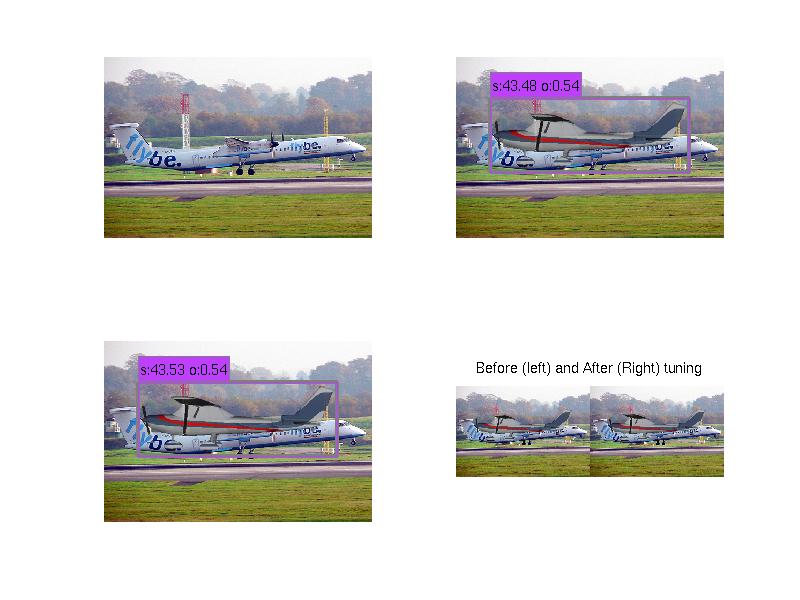 flybe.
flybe.
s:43.48 o:0.54
flybe.
s:43.53 o:0.54
flybe.
Before (left) and After (Right) tuning